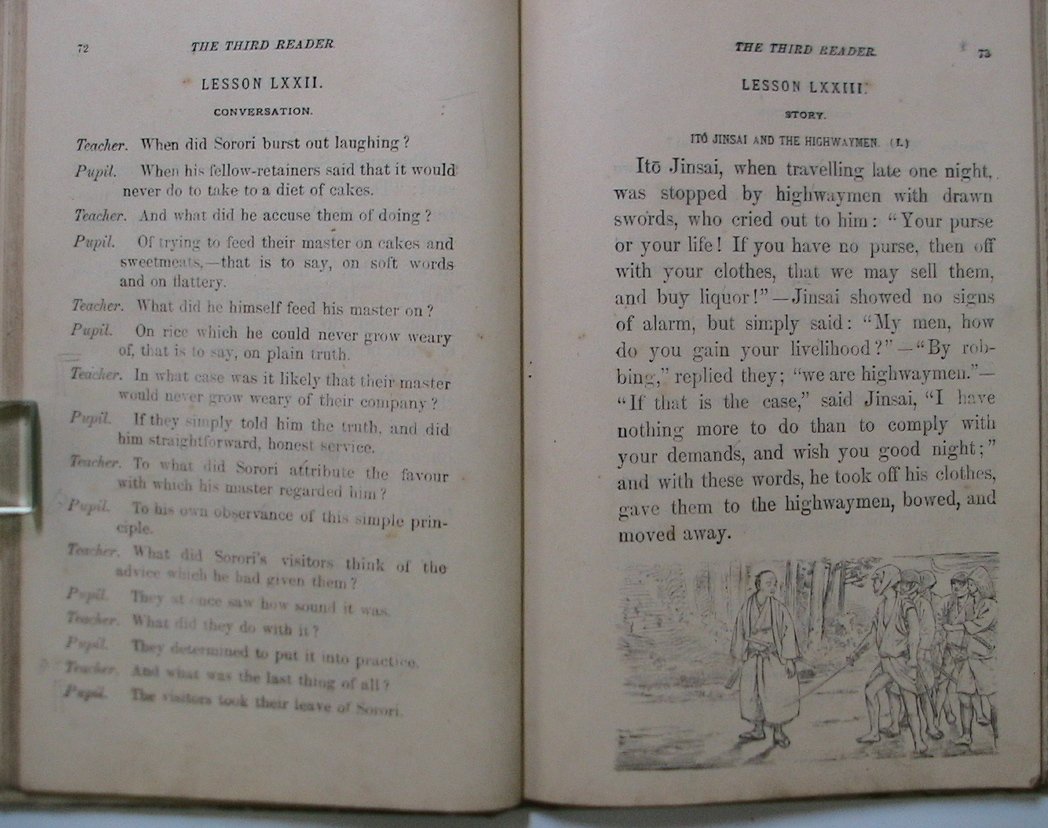 72
THE THIRD READER
LESSON LXXII.
CONVERSATION.
Teacher. When did Sorori burst out laughing?
Pupil. When his fellow-retainers said that it would
never do to take to a diet of cakes.
Teacher. And what did he accuse them of doing?
Pupil. Of trying to feed their master on cakes and
sweetmeats,—that is to say, on soft words
and on flattery.
Teacher. What did he himself feed his master on?
Pupil. On rice which he could never grow weary
of, that is to say, on plain truth.
Teacher. In what case was it likely that their master
would never grow weary of their company?
Pupil. If they simply told him the truth, and did
him straightforward, honest service.
Teacher. To what did Sorori attribute the favour
with which his master regarded him?
Pupil. To his own observance of this simple prin-
ciple.
Teacher. What did Sorori's visitors think of the
advice which he had given them?
Pupil. They at once saw how sound it was.
Teacher. What did they do with it?
Pupil. They determined to put it into practice.
Teacher. And what was the last thing of all?
Pupil. The visitors took their leave of Sorori.
THE THIRD READER.
73
LESSON LXXIII.
STORY.
ITŌ JINSAI AND THE HIGHWAYMEN. (I.)
Itō Jinsai, when travelling late one night,
was stopped by highwaymen with drawn
swords, who cried out to him: "Your purse
or your life! If you have no purse, then off
with your clothes, that we may sell them,
and buy liquor!"—Jinsai showed no signs
of alarm, but simply said: "My men, how
do you gain your livelihood?"—"By rob-
bing," replied they; "we are highwaymen."—
"If that is the case," said Jinsai, "I have
nothing more to do than to comply with
your demands, and wish you good night;"
and with these words, he took off his clothes,
gave them to the highwaymen, bowed, and
moved away.